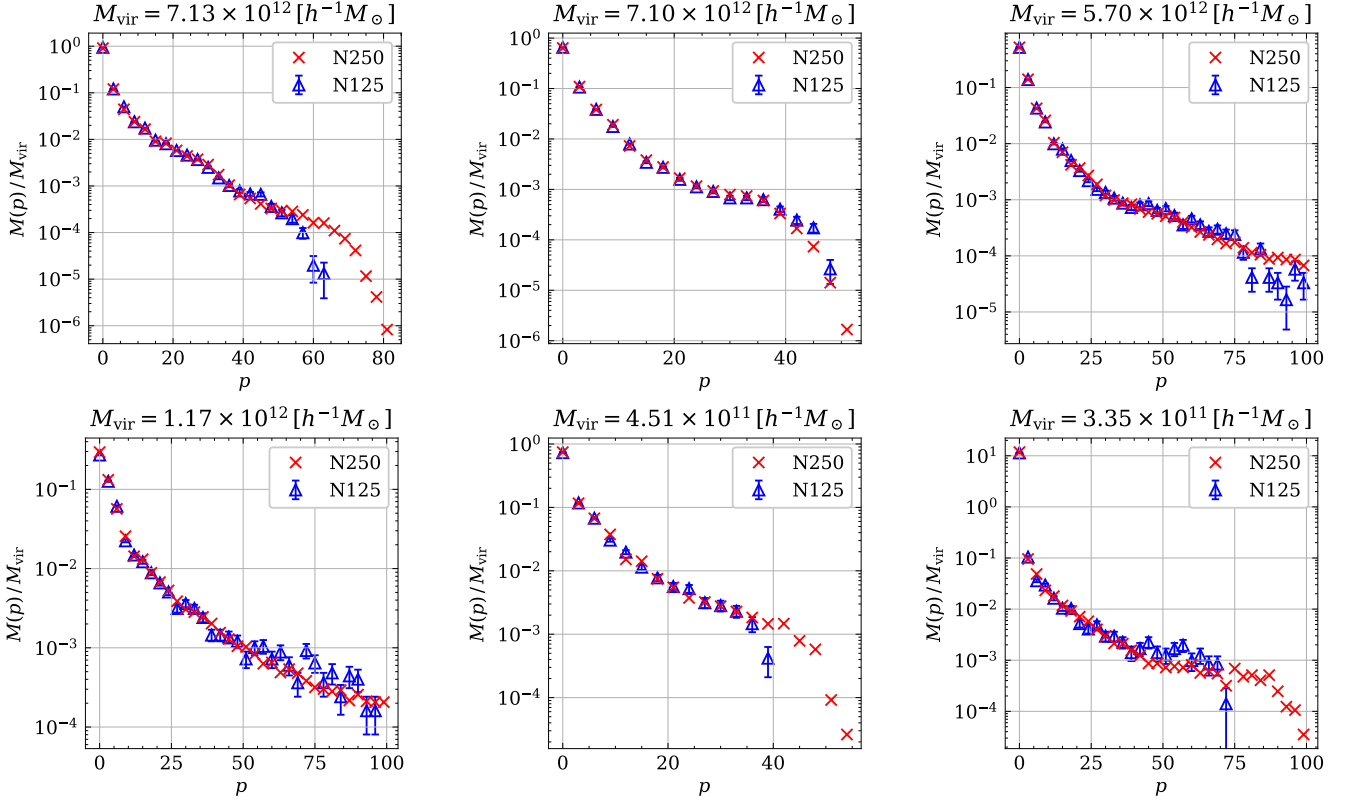 M_vir = 7.13 × 10^12 [h^−1 M_⊙]
10^0
10^−1
10^−2
10^−3
10^−4
10^−5
10^−6
M(p)/M_vir
N250
N125
0 20 40 60 80
p
M_vir = 7.10 × 10^12 [h^−1 M_⊙]
10^0
10^−1
10^−2
10^−3
10^−4
10^−5
10^−6
M(p)/M_vir
N250
N125
0 20 40
p
M_vir = 5.70 × 10^12 [h^−1 M_⊙]
10^−1
10^−2
10^−3
10^−4
10^−5
M(p)/M_vir
N250
N125
0 25 50 75 100
p
M_vir = 1.17 × 10^12 [h^−1 M_⊙]
10^−1
10^−2
10^−3
10^−4
M(p)/M_vir
N250
N125
0 25 50 75 100
p
M_vir = 4.51 × 10^11 [h^−1 M_⊙]
10^0
10^−1
10^−2
10^−3
10^−4
M(p)/M_vir
N250
N125
0 20 40
p
M_vir = 3.35 × 10^11 [h^−1 M_⊙]
10^1
10^0
10^−1
10^−2
10^−3
10^−4
M(p)/M_vir
N250
N125
0 25 50 75 100
p